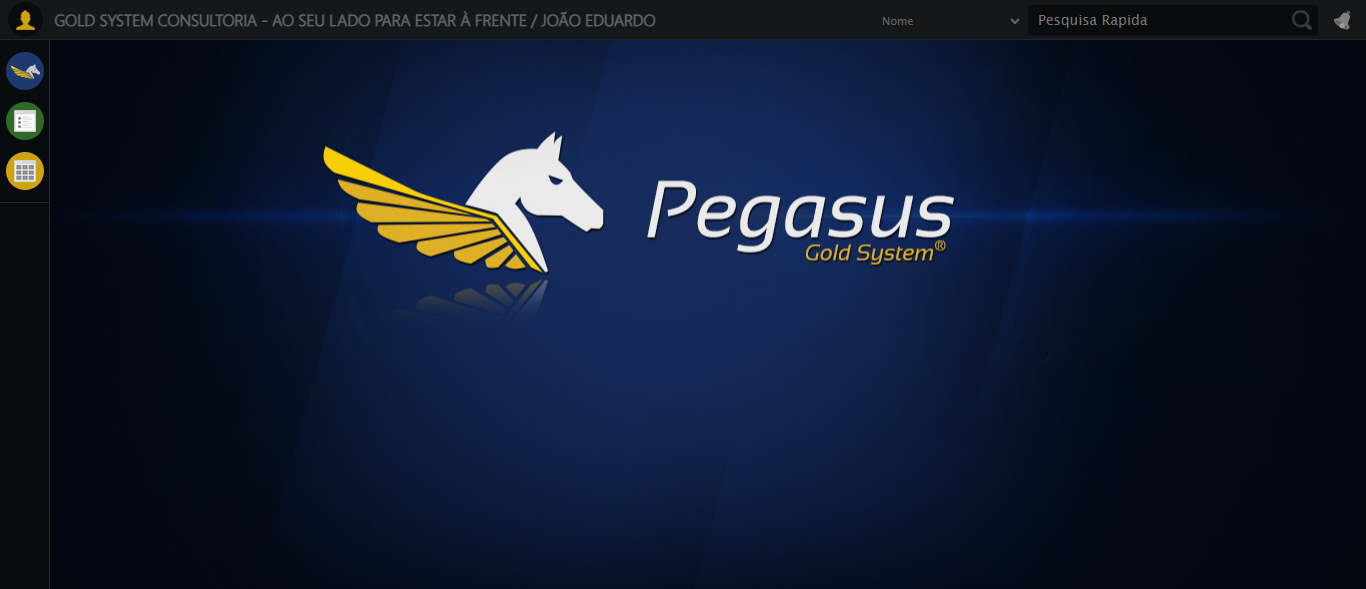 GOLD SYSTEM CONSULTORIA - AO SEU LADO PARA ESTAR À FRENTE / JOÃO EDUARDO
Nome
Pesquisa Rapida
Pegasus
Gold System®